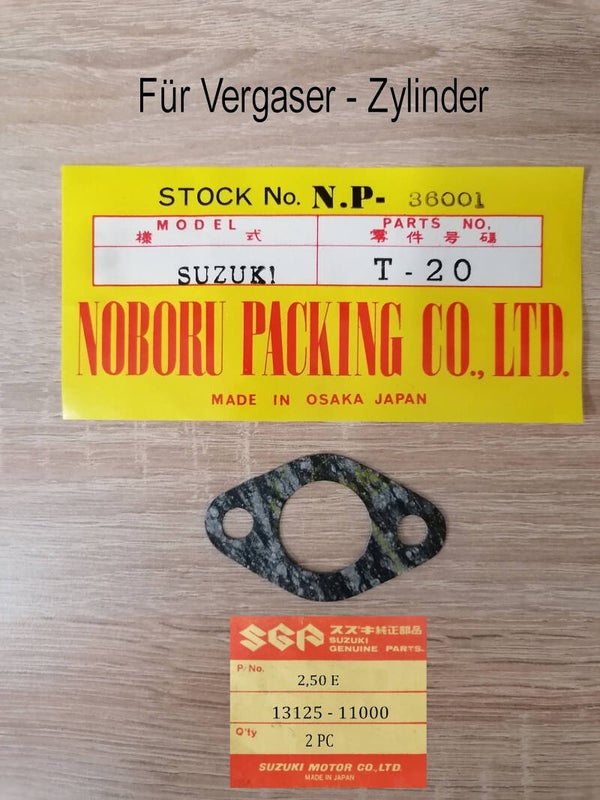 Für Vergaser - Zylinder
STOCK No. N.P- 36001
MODEL PARTS NO.
様 式 零件号碼
SUZUKI T - 20
NOBORU PACKING CO., LTD.
MADE IN OSAKA JAPAN
SGP スズキ純正部品
SUZUKI
GENUINE PARTS.
P/No.
2,50 E
13125 - 11000
Q'ty
2 PC
SUZUKI MOTOR CO.,LTD.
MADE IN JAPAN